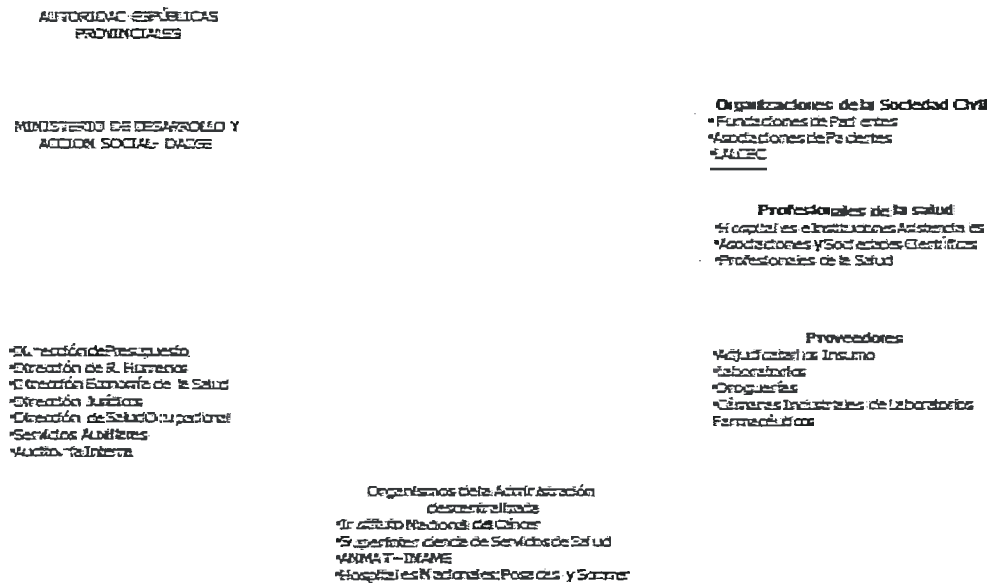 AUTORIDADES PÚBLICAS
PROVINCIALES
MINISTERIO DE DESARROLLO Y
ACCION SOCIAL- DADSE
Organizaciones de la Sociedad Civil
•Fundaciones de Pacientes
•Asociaciones de Pacientes
•LALCEC
Profesionales de la salud
•Hospitales e Instituciones Asistenciales
•Asociaciones y Sociedades Científicas
•Profesionales de la Salud
•Dirección de Presupuesto
•Dirección de R. Humanos
•Dirección Economía de la Salud
•Dirección Jurídicos
•Dirección de Salud Ocupacional
•Servicios Auxiliares
•Auditoría Interna
Proveedores
•Adjudicatarios Insumo
•Laboratorios
•Droguerías
•Cámaras Industriales de Laboratorios
Farmacéuticos
Organismos de la Administración
descentralizada
•Instituto Nacional del Cáncer
•Superintendencia de Servicios de Salud
•ANMAT–INAME
•Hospitales Nacionales: Posadas y Sommer